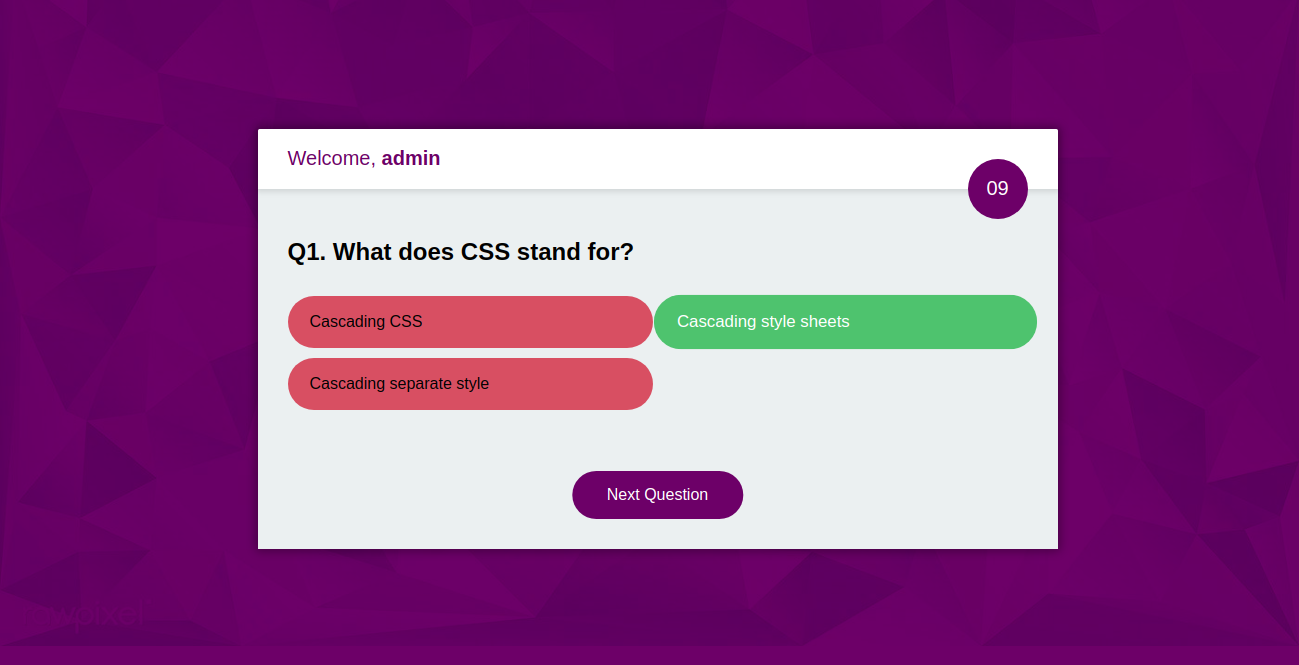 Welcome, admin
09
Q1. What does CSS stand for?
Cascading CSS
Cascading style sheets
Cascading separate style
Next Question